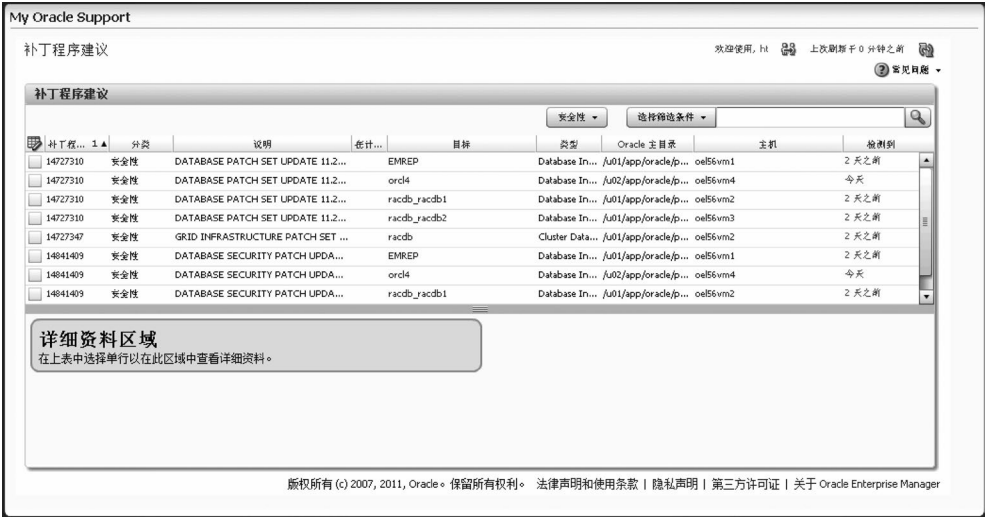 My Oracle Support
补丁程序建议
欢迎使用, ht 上次刷新于 0 分钟之前
常见问题
补丁程序建议
安全性 选择筛选条件
补丁程... 1▲ 分类 说明 在计... 目标 类型 Oracle 主目录 主机 检测到
14727310 安全性 DATABASE PATCH SET UPDATE 11.2... EMREP Database In... /u01/app/oracle/p... oel56vm1 2 天之前
14727310 安全性 DATABASE PATCH SET UPDATE 11.2... orcl4 Database In... /u02/app/oracle/p... oel56vm4 今天
14727310 安全性 DATABASE PATCH SET UPDATE 11.2... racdb_racdb1 Database In... /u01/app/oracle/p... oel56vm2 2 天之前
14727310 安全性 DATABASE PATCH SET UPDATE 11.2... racdb_racdb2 Database In... /u01/app/oracle/p... oel56vm3 2 天之前
14727347 安全性 GRID INFRASTRUCTURE PATCH SET ... racdb Cluster Data... /u01/app/oracle/p... oel56vm2 2 天之前
14841409 安全性 DATABASE SECURITY PATCH UPDA... EMREP Database In... /u01/app/oracle/p... oel56vm1 2 天之前
14841409 安全性 DATABASE SECURITY PATCH UPDA... orcl4 Database In... /u02/app/oracle/p... oel56vm4 今天
14841409 安全性 DATABASE SECURITY PATCH UPDA... racdb_racdb1 Database In... /u01/app/oracle/p... oel56vm2 2 天之前
详细资料区域
在上表中选择单行以在此区域中查看详细资料。
版权所有 (c) 2007, 2011, Oracle。保留所有权利。 法律声明和使用条款 | 隐私声明 | 第三方许可证 | 关于 Oracle Enterprise Manager